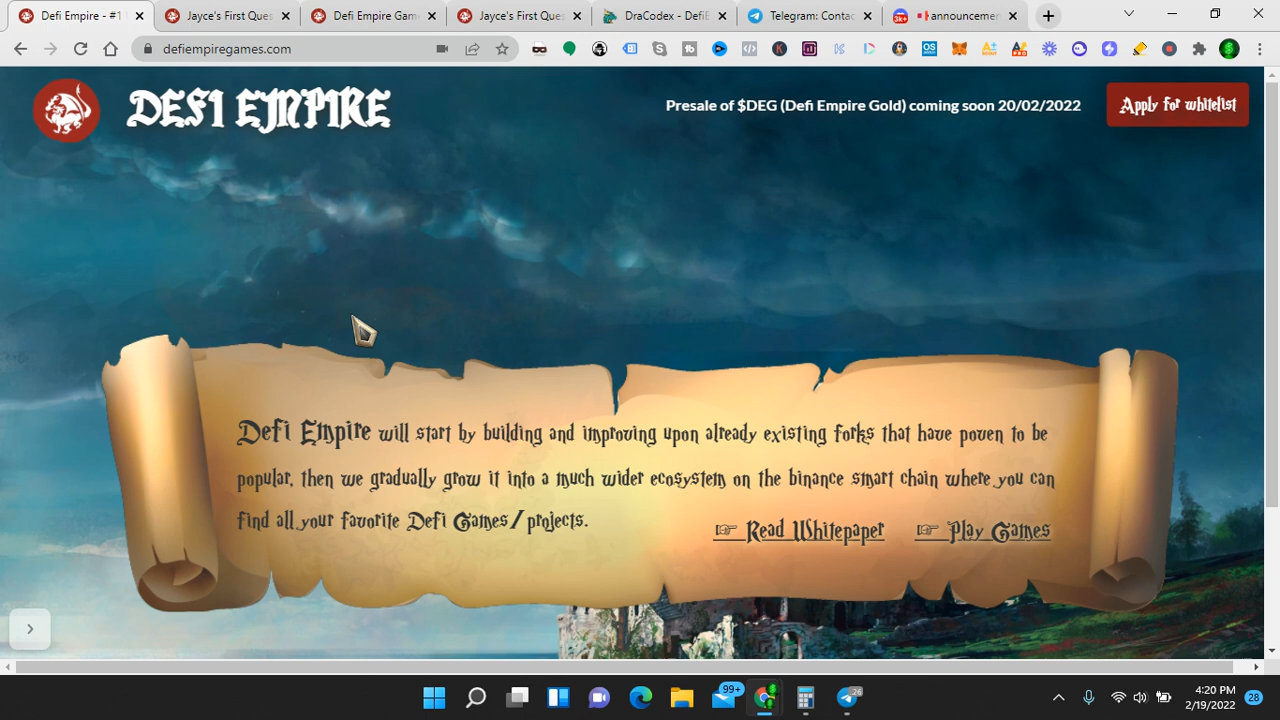 Defi Empire - #1
Jayce's First Ques
Defi Empire Gam
Jayce's First Ques
DraCodex - DefiE
Telegram: Contac
announcemen
defiempiregames.com
DEFI EMPIRE
Presale of $DEG (Defi Empire Gold) coming soon 20/02/2022
Apply for whitelist
Defi Empire will start by building and improving upon already existing forks that have poven to be
popular, then we gradually grow it into a much wider ecosystem on the binance smart chain where you can
find all your favorite Defi Games/projects.
☞ Read Whitepaper
☞ Play Games
99+
26
4:20 PM
2/19/2022
28